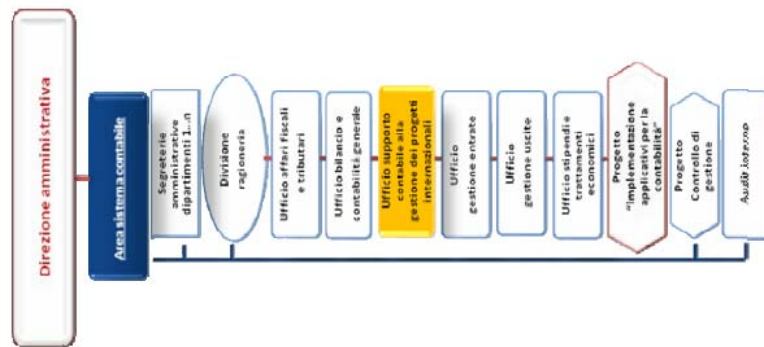 Direzione amministrativa
Area sistema contabile
Segreterie
amministrative
dipartimenti 1...n
Divisione
ragioneria
Ufficio affari fiscali
e tributari
Ufficio bilancio e
contabilità generale
Ufficio supporto
contabile alla
gestione dei progetti
internazionali
Ufficio
gestione entrate
Ufficio
gestione uscite
Ufficio stipendi e
trattamenti
economici
Progetto
"Implementazione
applicativi per la
contabilità"
Progetto
Controllo di
gestione
Audit interno